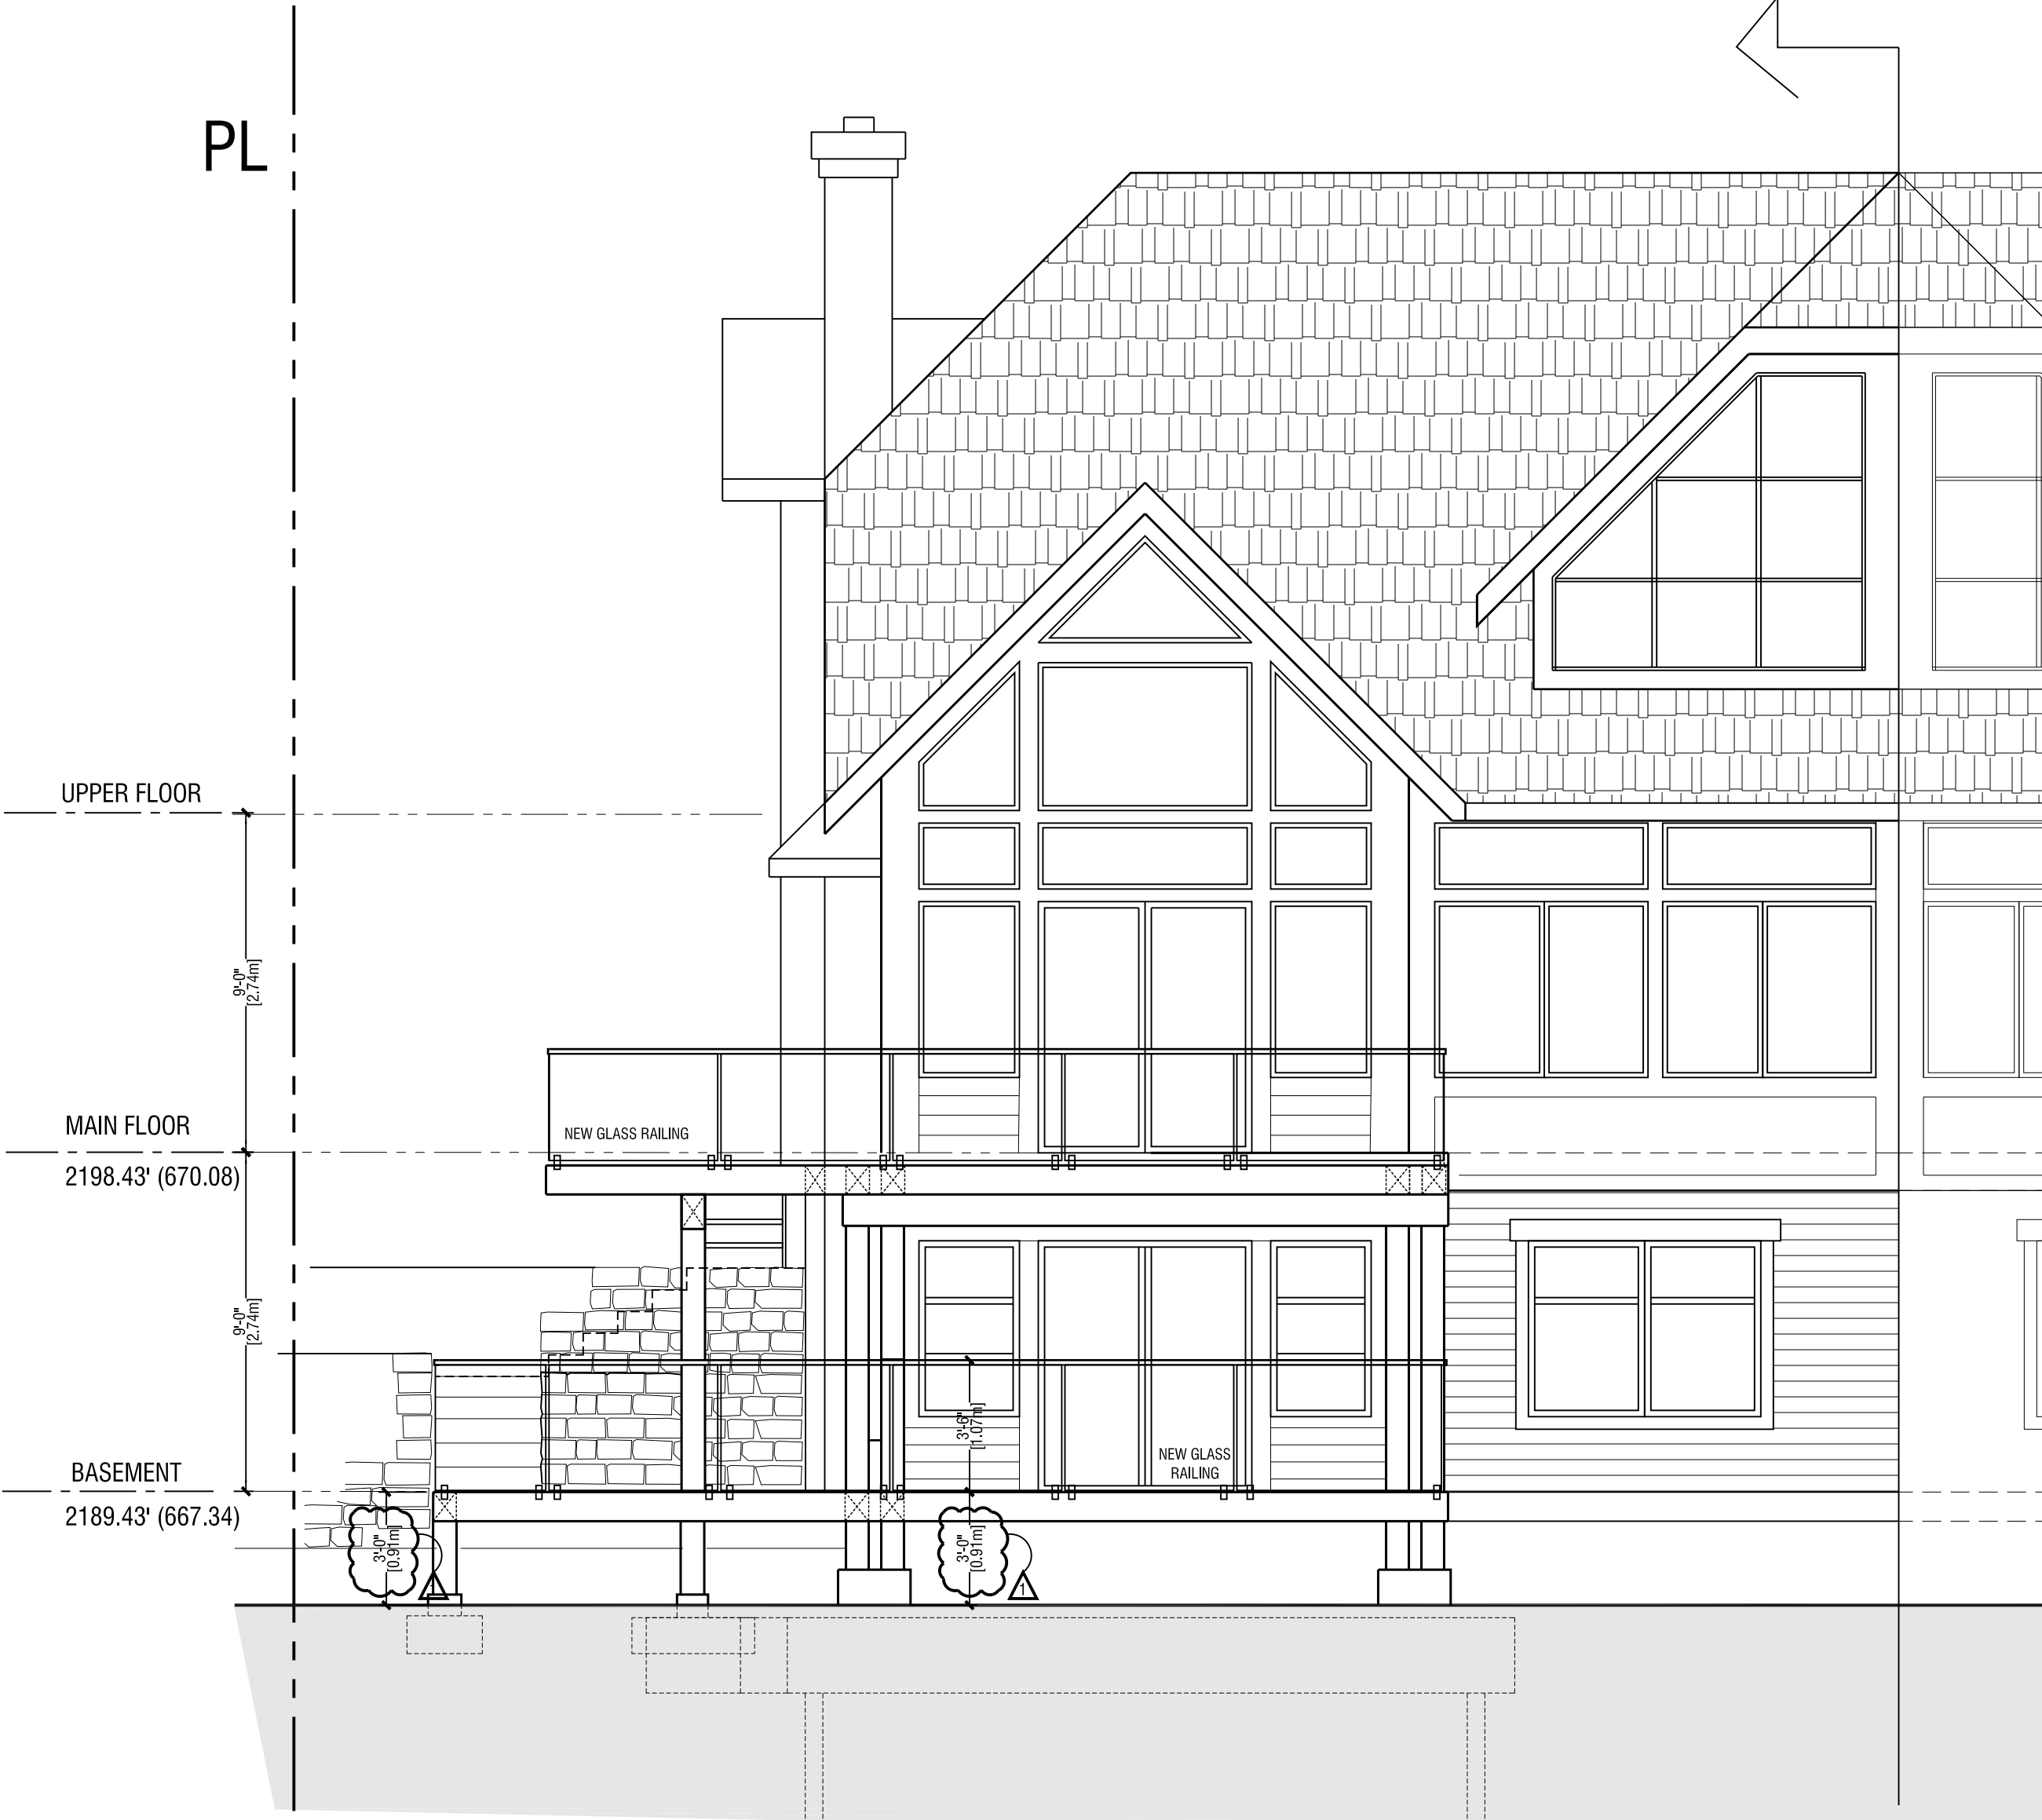 PL
UPPER FLOOR
9'-0"
[2.74m]
NEW GLASS RAILING
MAIN FLOOR
2198.43' (670.08)
9'-0"
[2.74m]
3'-6"
[1.07m]
NEW GLASS
RAILING
BASEMENT
2189.43' (667.34)
3'-0"
[0.91m]
1
3'-0"
[0.91m]
1